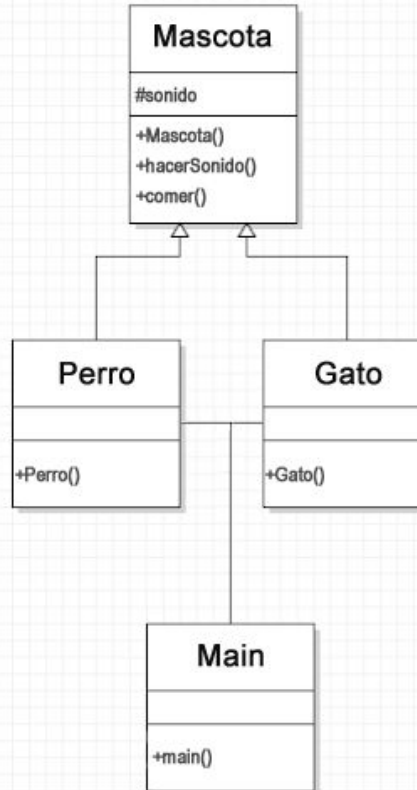 Mascota
#sonido
+Mascota()
+hacerSonido()
+comer()
Perro
+Perro()
Gato
+Gato()
Main
+main()